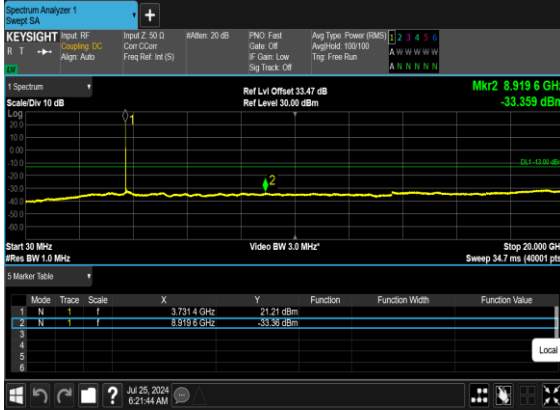 Spectrum Analyzer 1
Swept SA
+
KEYSIGHT Input: RF Input Z: 50 Ω #Atten: 20 dB PNO: Fast Avg Type: Power (RMS) 1 2 3 4 5 6
R T Coupling: DC Corr CCorr Gate: Off Avg|Hold: 100/100 A W W W W W
Align: Auto Freq Ref: Int (S) IF Gain: Low Trig: Free Run
Sig Track: Off A N N N N N
1 Spectrum
Scale/Div 10 dB
Ref Lvl Offset 33.47 dB
Ref Level 30.00 dBm
Mkr2 8.919 6 GHz
-33.359 dBm
Log
20.0
10.0
0.00
-10.0
-20.0
-30.0
-40.0
-50.0
-60.0
1
2
DL1 -13.00 dBm
Start 30 MHz Video BW 3.0 MHz* Stop 20.000 GHz
#Res BW 1.0 MHz Sweep 34.7 ms (40001 pts)
5 Marker Table
Mode Trace Scale X Y Function Function Width Function Value
1 N 1 f 3.731 4 GHz 21.21 dBm
2 N 1 f 8.919 6 GHz -33.36 dBm
3
4
5
6
Local
? Jul 25, 2024
6:21:44 AM